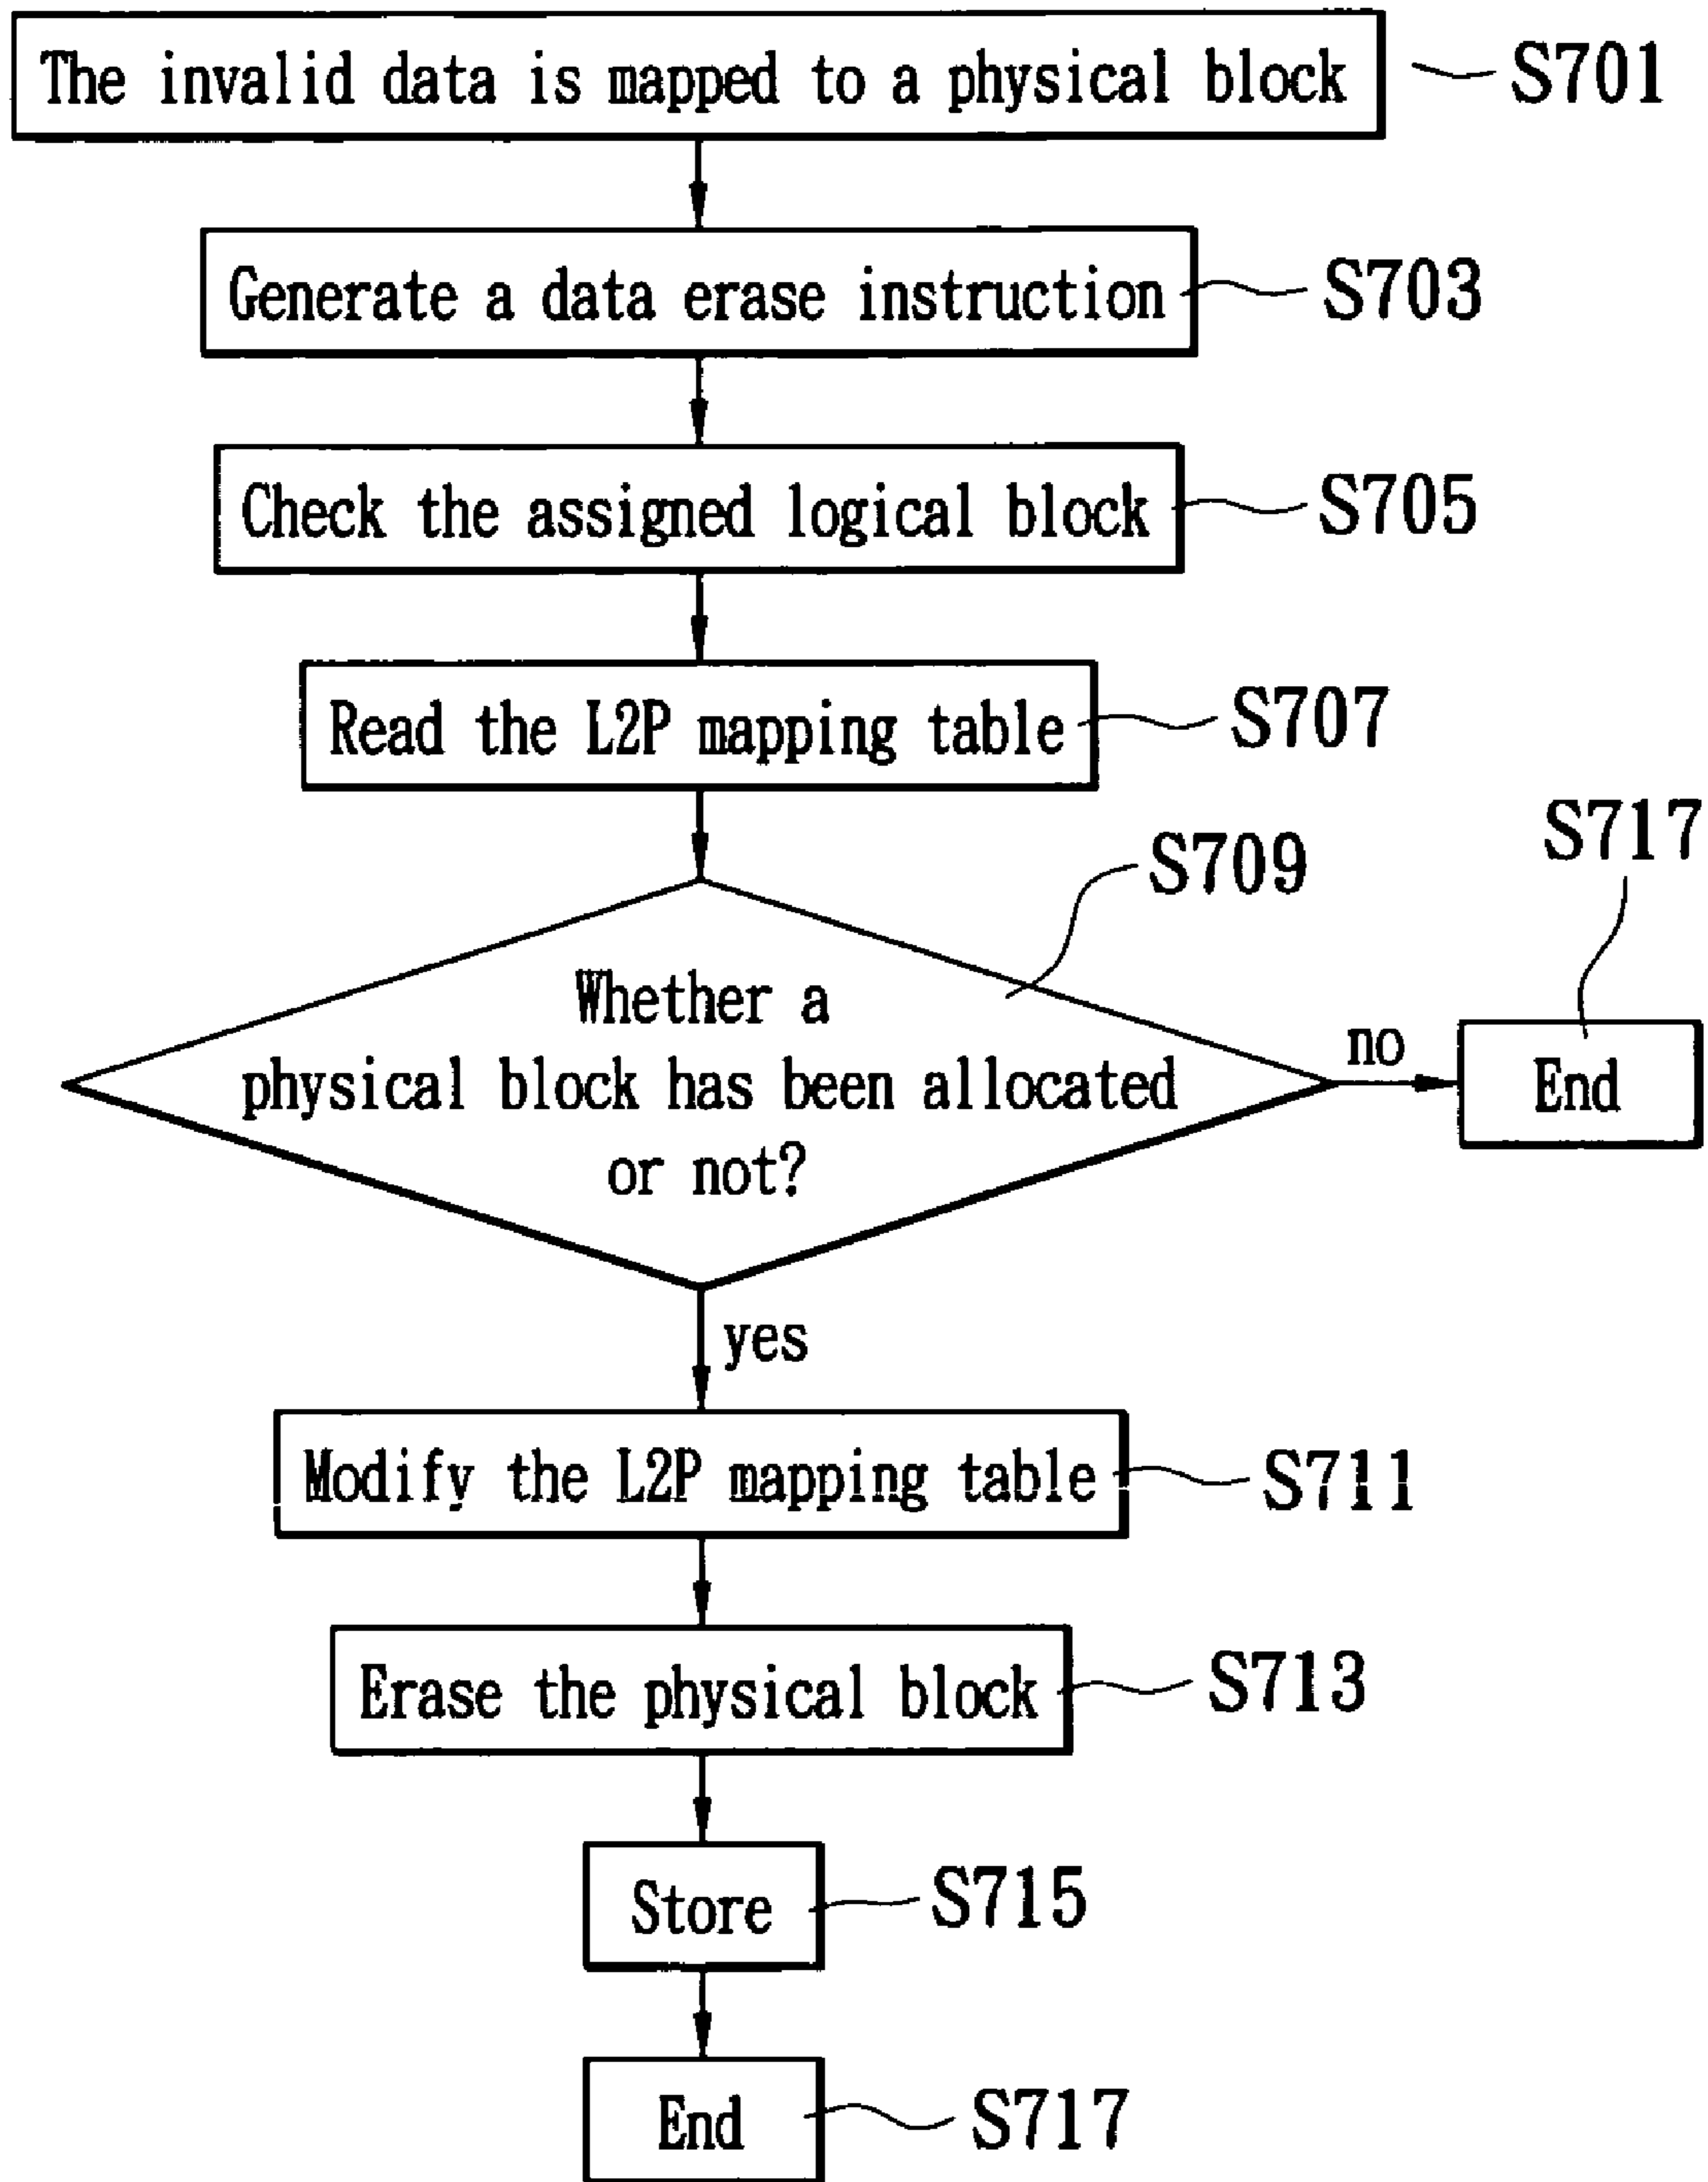 The invalid data is mapped to a physical block
S701
Generate a data erase instruction
S703
Check the assigned logical block
S705
Read the L2P mapping table
S707
S709
S717
Whether a
physical block has been allocated
or not?
no
End
yes
Modify the L2P mapping table
S711
Erase the physical block
S713
Store
S715
End
S717